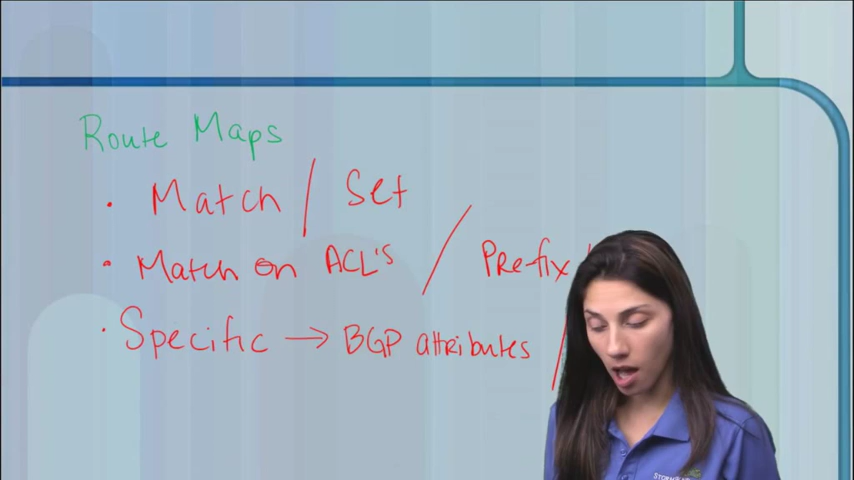 Route Maps
• Match / Set
• Match on ACL's / Prefix
• Specific → BGP attributes /